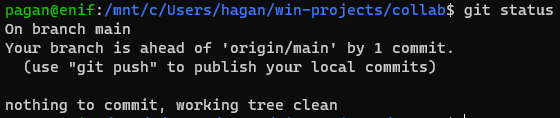 pagan@enif:/mnt/c/Users/hagan/win-projects/collab$ git status
On branch main
Your branch is ahead of 'origin/main' by 1 commit.
  (use "git push" to publish your local commits)

nothing to commit, working tree clean